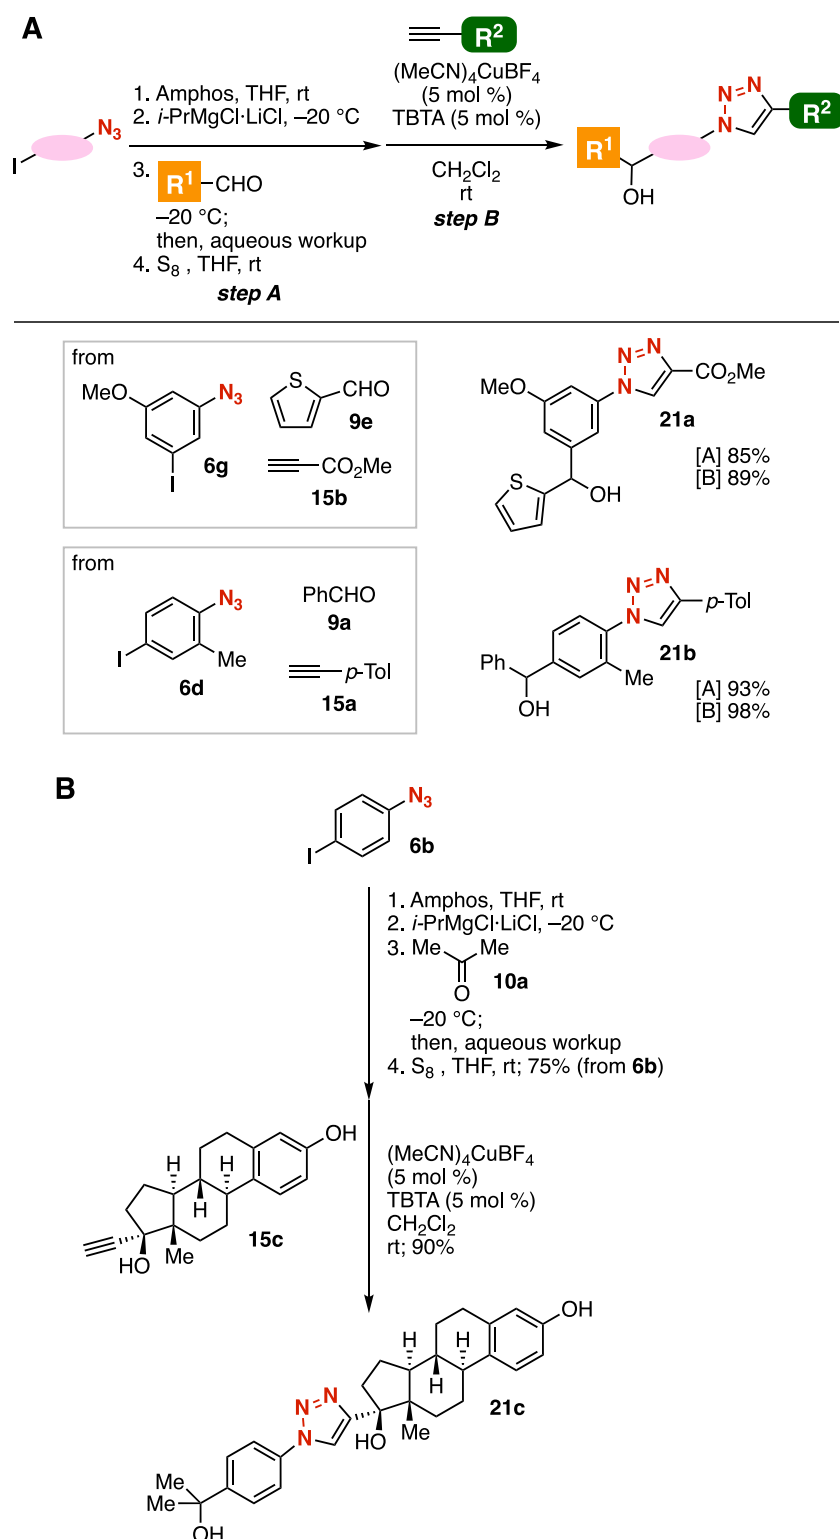 A
R²
1. Amphos, THF, rt
2. i-PrMgCl·LiCl, –20 °C
3.
R¹
CHO
–20 °C;
then, aqueous workup
4. S₈ , THF, rt
step A
(MeCN)₄CuBF₄
(5 mol %)
TBTA (5 mol %)
CH₂Cl₂
rt
step B
I
N₃
R¹
OH
N
N
N
R²
from
MeO
N₃
I
6g
S
CHO
9e
CO₂Me
15b
MeO
N
N
N
CO₂Me
21a
S
OH
[A] 85%
[B] 89%
from
N₃
I
Me
6d
PhCHO
9a
p-Tol
15a
N
N
N
p-Tol
21b
Ph
OH
Me
[A] 93%
[B] 98%
B
N₃
I
6b
1. Amphos, THF, rt
2. i-PrMgCl·LiCl, –20 °C
3. Me
Me
O
10a
–20 °C;
then, aqueous workup
4. S₈ , THF, rt; 75% (from 6b)
OH
H
H
H
HO
Me
15c
(MeCN)₄CuBF₄
(5 mol %)
TBTA (5 mol %)
CH₂Cl₂
rt; 90%
OH
H
H
H
N
N
N
HO
Me
21c
Me
Me
OH